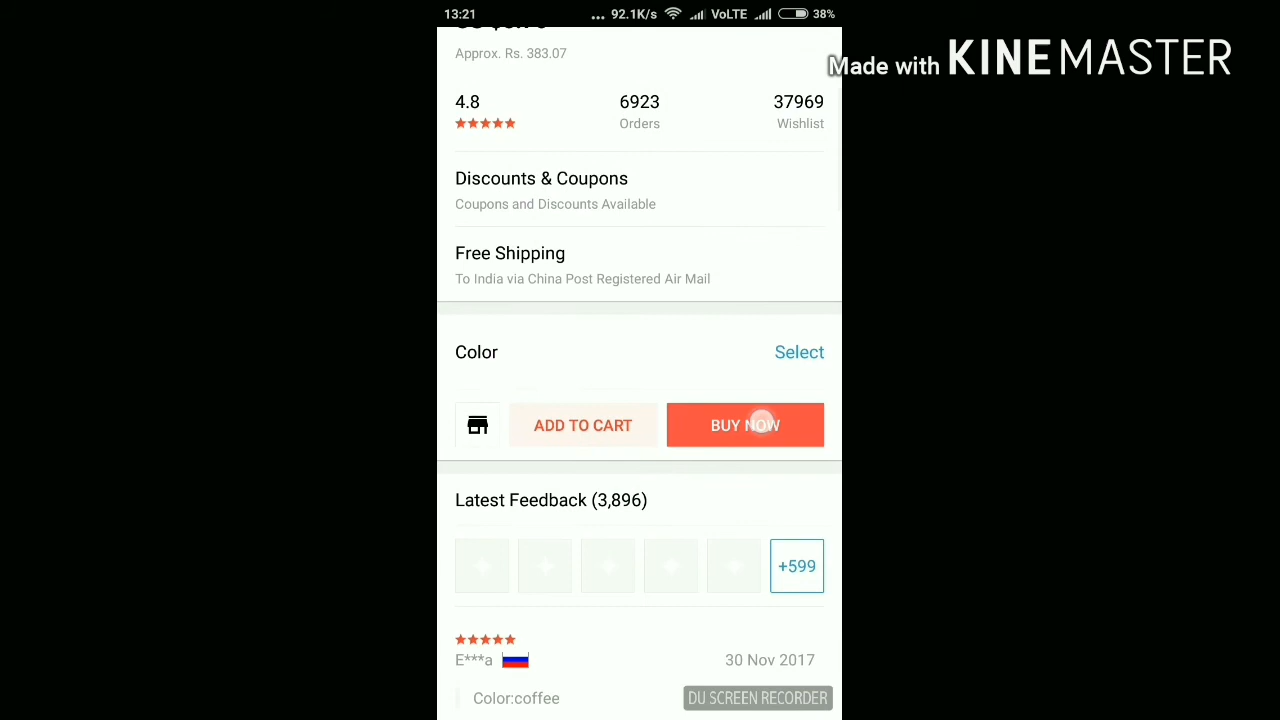 13:21 ... 92.1K/s VoLTE 38%
Made with KINEMASTER
Approx. Rs. 383.07
4.8 6923 37969
Orders Wishlist
Discounts & Coupons
Coupons and Discounts Available
Free Shipping
To India via China Post Registered Air Mail
Color Select
ADD TO CART BUY NOW
Latest Feedback (3,896)
+599
E***a 30 Nov 2017
Color:coffee
DU SCREEN RECORDER